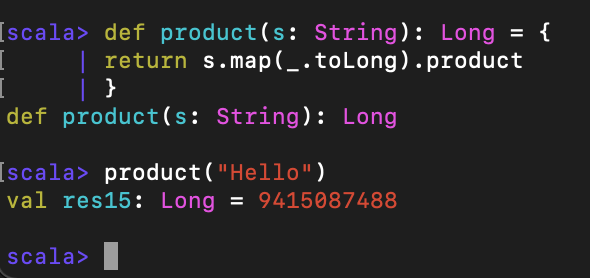 scala> def product(s: String): Long = {
| return s.map(_.toLong).product
| }
def product(s: String): Long
scala> product("Hello")
val res15: Long = 9415087488
scala>